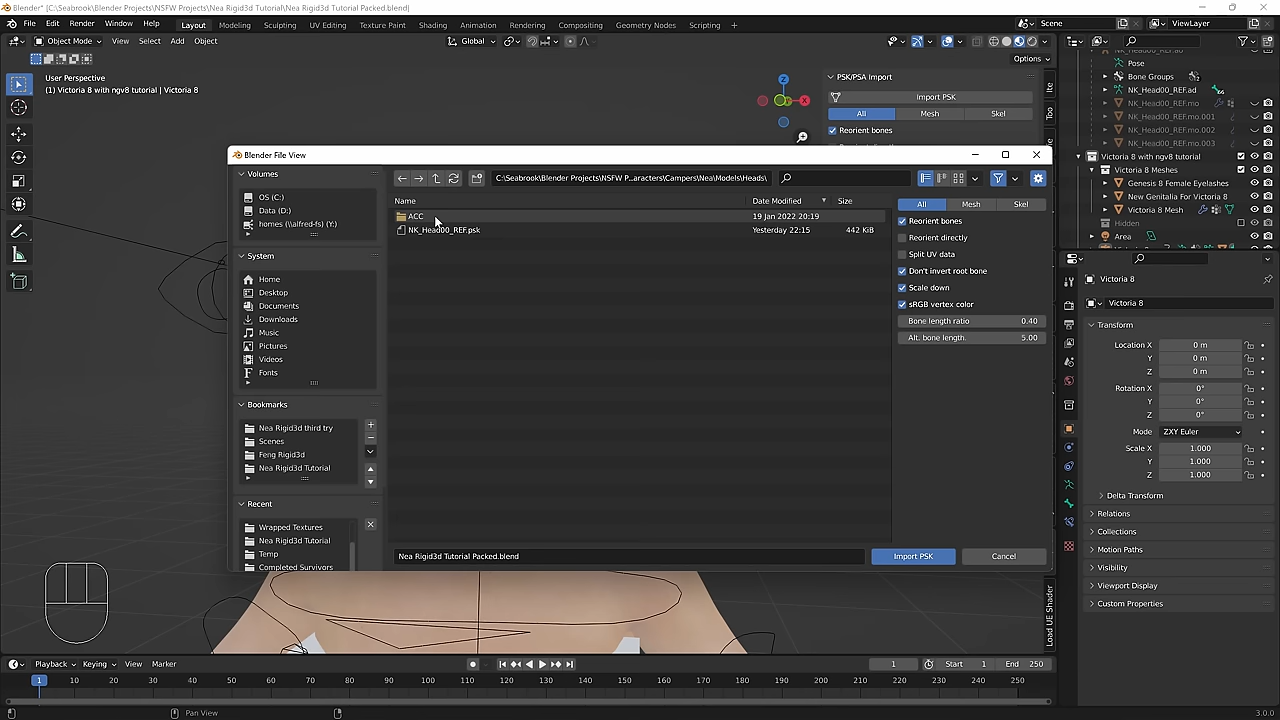 Blender* [C:\Seabrook\Blender Projects\NSFW Projects\Nea Rigid3d Tutorial\Nea Rigid3d Tutorial Packed.blend]
File Edit Render Window Help Layout Modeling Sculpting UV Editing Texture Paint Shading Animation Rendering Compositing Geometry Nodes Scripting + Scene ViewLayer
Object Mode View Select Add Object Global
Options
User Perspective
(1) Victoria 8 with ngv8 tutorial | Victoria 8
PSK/PSA Import
Import PSK
All Mesh Skel
Reorient bones
X
Load UE Shader
Blender File View
Volumes
OS (C:)
Data (D:)
homes (\\alfred-fs) (Y:)
System
Home
Desktop
Documents
Downloads
Music
Pictures
Videos
Fonts
Bookmarks
Nea Rigid3d third try
Scenes
Feng Rigid3d
Nea Rigid3d Tutorial
Recent
Wrapped Textures
Nea Rigid3d Tutorial
Temp
Completed Survivors
C:\Seabrook\Blender Projects\NSFW P...aracters\Campers\Nea\Models\Heads\
Name Date Modified Size
ACC 19 Jan 2022 20:19
NK_Head00_REF.psk Yesterday 22:15 442 KiB
All Mesh Skel
Reorient bones
Reorient directly
Split UV data
Don't invert root bone
Scale down
sRGB vertex color
Bone length ratio 0.40
Alt. bone length. 5.00
Nea Rigid3d Tutorial Packed.blend Import PSK Cancel
Pose
Bone Groups
NK_Head00_REF.ad
NK_Head00_REF.mo
NK_Head00_REF.mo.001
NK_Head00_REF.mo.002
NK_Head00_REF.mo.003
Victoria 8 with ngv8 tutorial
Victoria 8 Meshes
Genesis 8 Female Eyelashes
New Genitalia For Victoria 8
Victoria 8 Mesh
Hidden
Area
Victoria 8
Victoria 8
Transform
Location X 0 m
Y 0 m
Z 0 m
Rotation X 0°
Y 0°
Z 0°
Mode ZXY Euler
Scale X 1.000
Y 1.000
Z 1.000
Delta Transform
Relations
Collections
Motion Paths
Visibility
Viewport Display
Custom Properties
Playback Keying View Marker 1 Start 1 End 250
1 10 20 30 40 50 60 70 80 90 100 110 120 130 140 150 160 170 180 190 200 210 220 230 240 250
Pan View 3.0.0